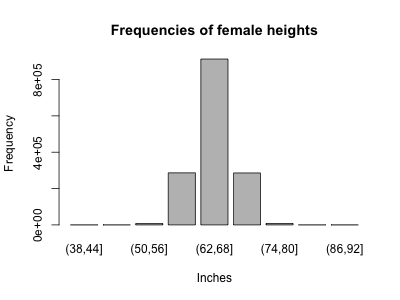 Frequencies of female heights
Frequency
8e+05
4e+05
0e+00
(38,44] (50,56] (62,68] (74,80] (86,92]
Inches